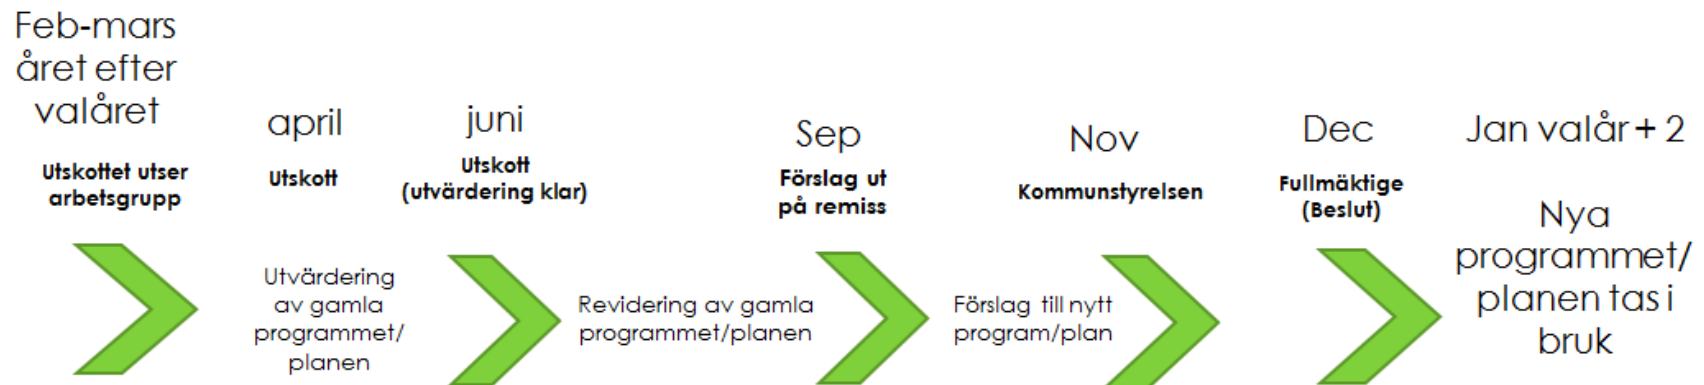 Feb-mars
året efter
valåret
Utskottet utser
arbetsgrupp
april
Utskott
Utvärdering
av gamla
programmet/
planen
juni
Utskott
(utvärdering klar)
Revidering av gamla
programmet/planen
Sep
Förslag ut
på remiss
Förslag till nytt
program/plan
Nov
Kommunstyrelsen
Dec
Fullmäktige
(Beslut)
Jan valår + 2
Nya
programmet/
planen tas i
bruk